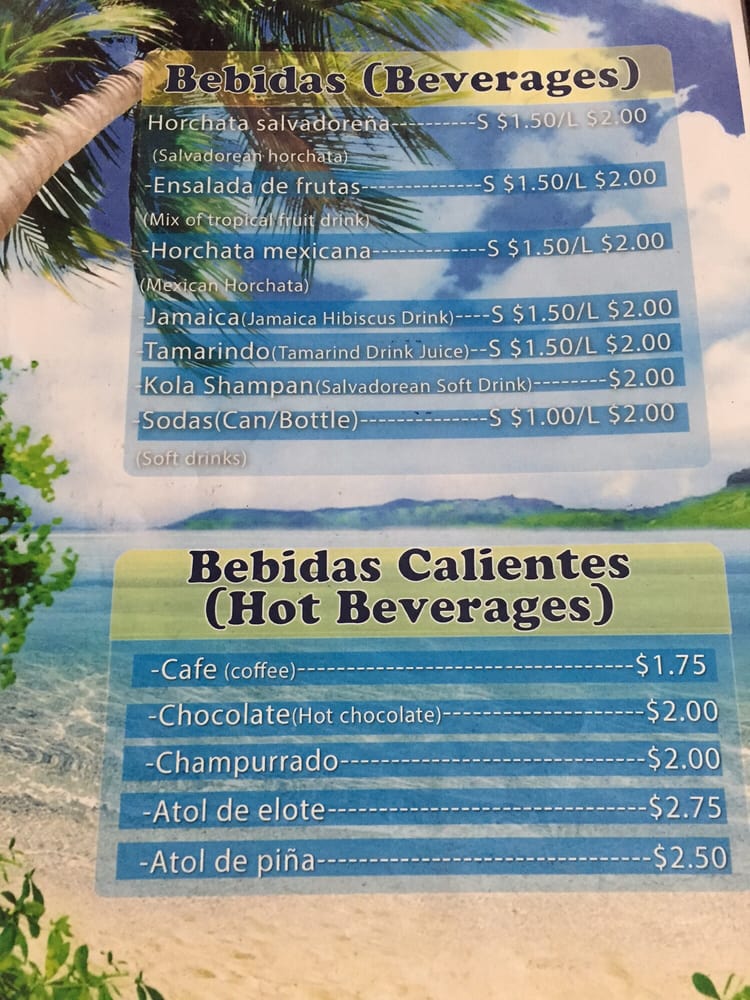 Bebidas (Beverages)
Horchata salvadoreña----------S $1.50/L $2.00
(Salvadorean horchata)
-Ensalada de frutas--------------S $1.50/L $2.00
(Mix of tropical fruit drink)
-Horchata mexicana-------------S $1.50/L $2.00
(Mexican Horchata)
-Jamaica(Jamaica Hibiscus Drink)----S $1.50/L $2.00
-Tamarindo(Tamarind Drink Juice)--S $1.50/L $2.00
-Kola Shampan(Salvadorean Soft Drink)--------$2.00
-Sodas(Can/Bottle)---------------S $1.00/L $2.00
(Soft drinks)
Bebidas Calientes
(Hot Beverages)
-Cafe (coffee)----------------------------------$1.75
-Chocolate(Hot chocolate)--------------------$2.00
-Champurrado-------------------------------$2.00
-Atol de elote--------------------------------$2.75
-Atol de piña---------------------------------$2.50